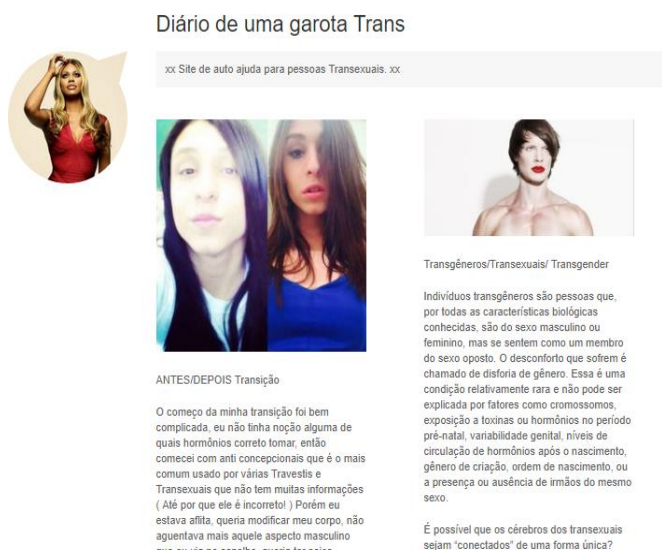 Diário de uma garota Trans
xx Site de auto ajuda para pessoas Transexuais. xx
ANTES/DEPOIS Transição
O começo da minha transição foi bem
complicada, eu não tinha noção alguma de
quais hormônios correto tomar, então
comecei com anti concepcionais que é o mais
comum usado por várias Travestis e
Transexuais que não tem muitas informações
( Até por que ele é incorreto! ) Porém eu
estava aflita, queria modificar meu corpo, não
aguentava mais aquele aspecto masculino
que eu via no espelho, queria ter seios
Transgêneros/Transexuais/ Transgender
Indivíduos transgêneros são pessoas que,
por todas as características biológicas
conhecidas, são do sexo masculino ou
feminino, mas se sentem como um membro
do sexo oposto. O desconforto que sofrem é
chamado de disforia de gênero. Essa é uma
condição relativamente rara e não pode ser
explicada por fatores como cromossomos,
exposição a toxinas ou hormônios no período
pré-natal, variabilidade genital, níveis de
circulação de hormônios após o nascimento,
gênero de criação, ordem de nascimento, ou
a presença ou ausência de irmãos do mesmo
sexo.
É possível que os cérebros dos transexuais
sejam “conectados” de uma forma única?